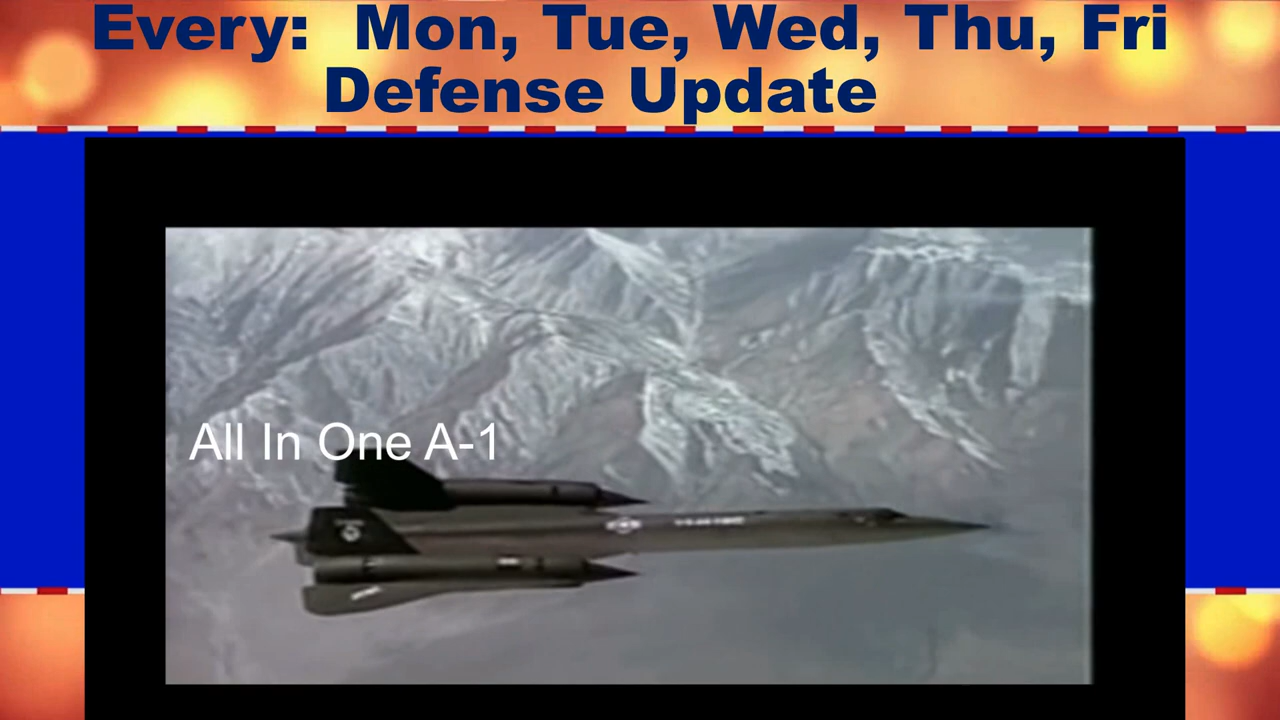 Every: Mon, Tue, Wed, Thu, Fri
Defense Update
All In One A-1